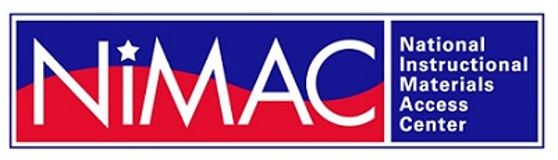 NiMAC
National
Instructional
Materials
Access
Center